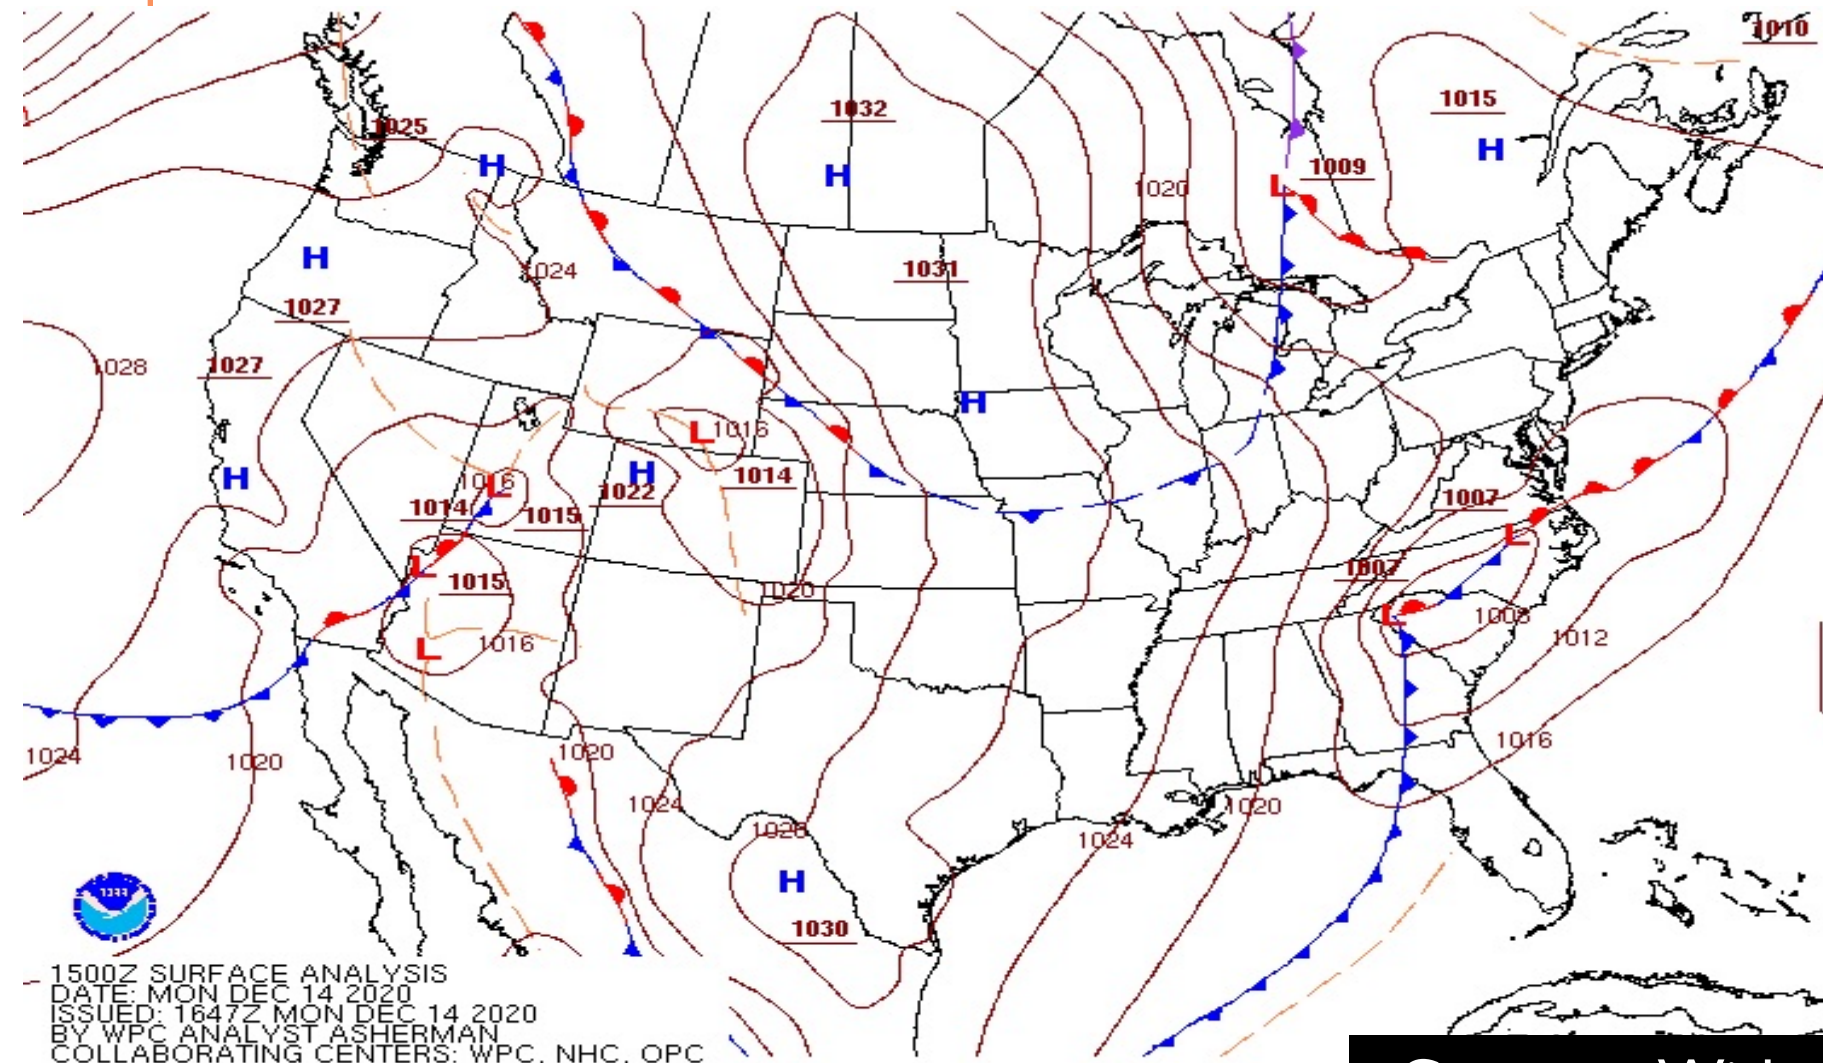 1010
1032
1015
1025
1009
1020
1031
1024
1027
1027
1028
1016
1014
1016
1022
1007
1014
1015
1007
1015
1020
1008
1016
1012
1024
1020
1020
1016
1024
1028
1020
1024
1030
H
H
H
H
H
H
H
H
H
L
L
L
L
L
L
L
1500Z SURFACE ANALYSIS
DATE: MON DEC 14 2020
ISSUED: 1647Z MON DEC 14 2020
BY WPC ANALYST ASHERMAN
COLLABORATING CENTERS: WPC, NHC, OPC